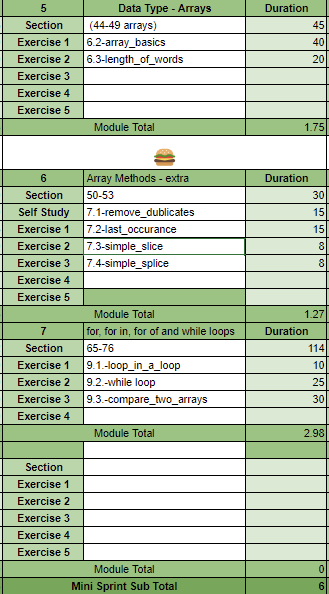 5 Data Type - Arrays Duration
Section (44-49 arrays) 45
Exercise 1 6.2-array_basics 40
Exercise 2 6.3-length_of_words 20
Exercise 3
Exercise 4
Exercise 5
Module Total 1.75
6 Array Methods - extra Duration
Section 50-53 30
Self Study 7.1-remove_dublicates 15
Exercise 1 7.2-last_occurance 15
Exercise 2 7.3-simple_slice 8
Exercise 3 7.4-simple_splice 8
Exercise 4
Exercise 5
Module Total 1.27
7 for, for in, for of and while loops Duration
Section 65-76 114
Exercise 1 9.1.-loop_in_a_loop 10
Exercise 2 9.2.-while loop 25
Exercise 3 9.3.-compare_two_arrays 30
Exercise 4
Module Total 2.98
Section
Exercise 1
Exercise 2
Exercise 3
Exercise 4
Exercise 5
Module Total 0
Mini Sprint Sub Total 6